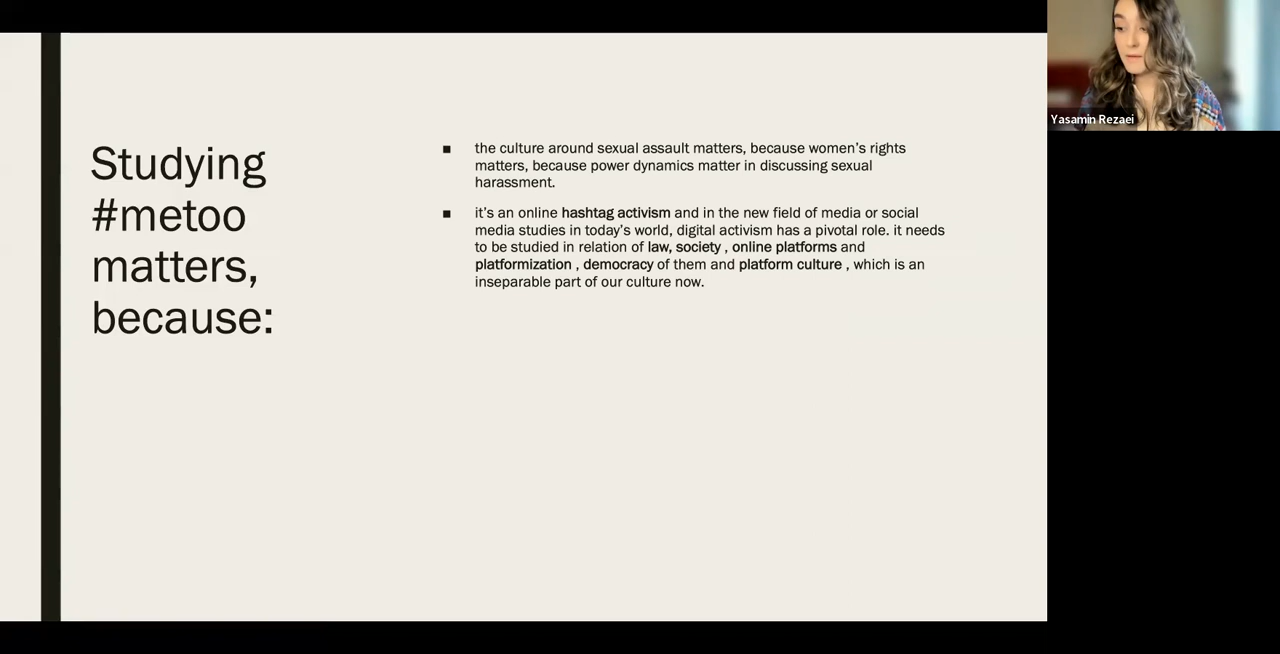 Studying
#metoo
matters,
because:
■ the culture around sexual assault matters, because women’s rights
matters, because power dynamics matter in discussing sexual
harassment.
■ it’s an online hashtag activism and in the new field of media or social
media studies in today’s world, digital activism has a pivotal role. it needs
to be studied in relation of law, society , online platforms and
platformization , democracy of them and platform culture , which is an
inseparable part of our culture now.
Yasamin Rezaei